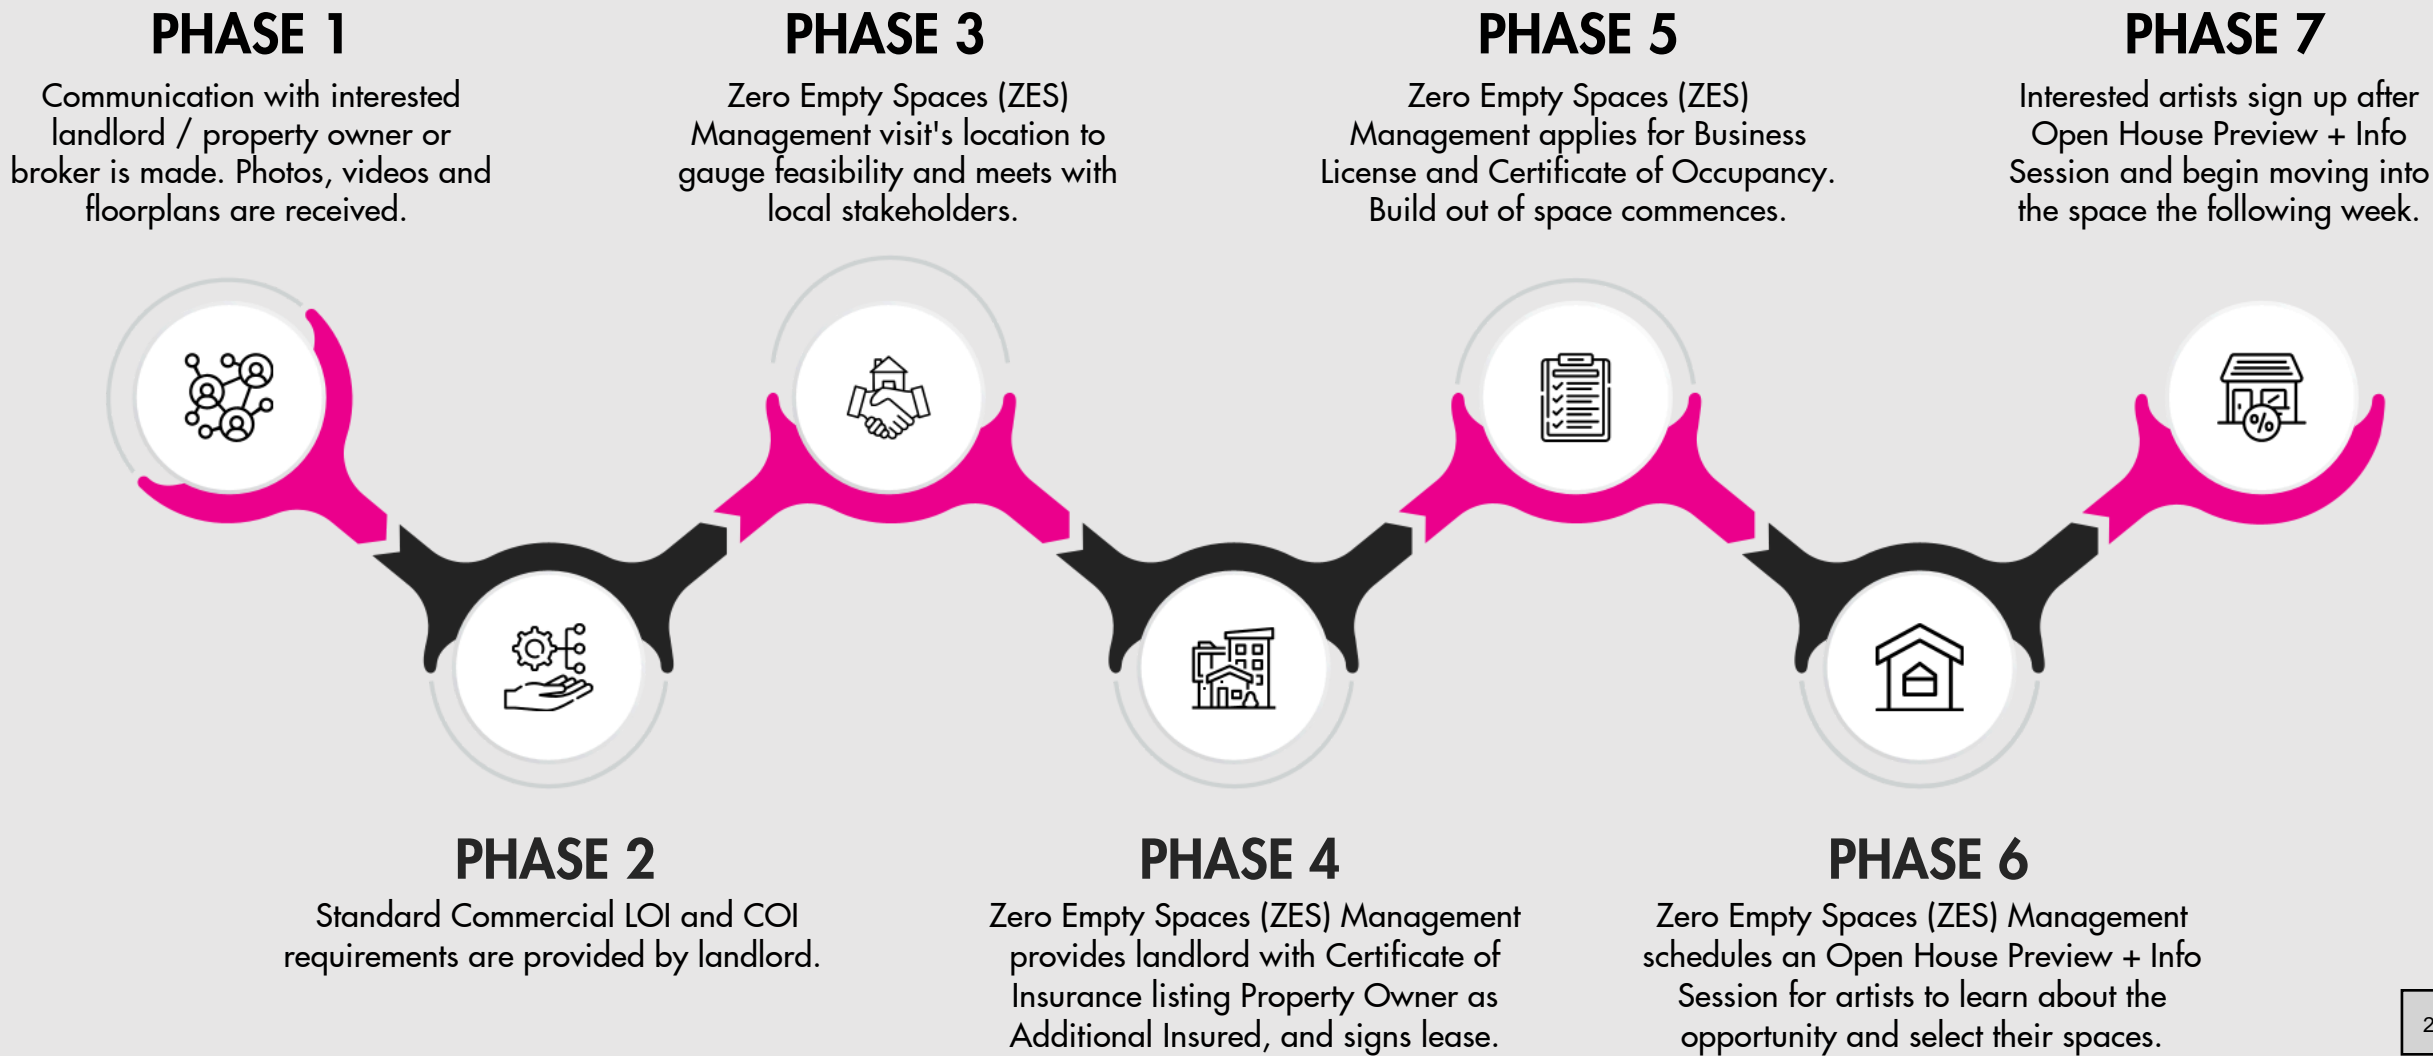 PHASE 1
Communication with interested
landlord / property owner or
broker is made. Photos, videos and
floorplans are received.
PHASE 2
Standard Commercial LOI and COI
requirements are provided by landlord.
PHASE 3
Zero Empty Spaces (ZES)
Management visit's location to
gauge feasibility and meets with
local stakeholders.
PHASE 4
Zero Empty Spaces (ZES) Management
provides landlord with Certificate of
Insurance listing Property Owner as
Additional Insured, and signs lease.
PHASE 5
Zero Empty Spaces (ZES)
Management applies for Business
License and Certificate of Occupancy.
Build out of space commences.
PHASE 6
Zero Empty Spaces (ZES) Management
schedules an Open House Preview + Info
Session for artists to learn about the
opportunity and select their spaces.
PHASE 7
Interested artists sign up after
Open House Preview + Info
Session and begin moving into
the space the following week.
%